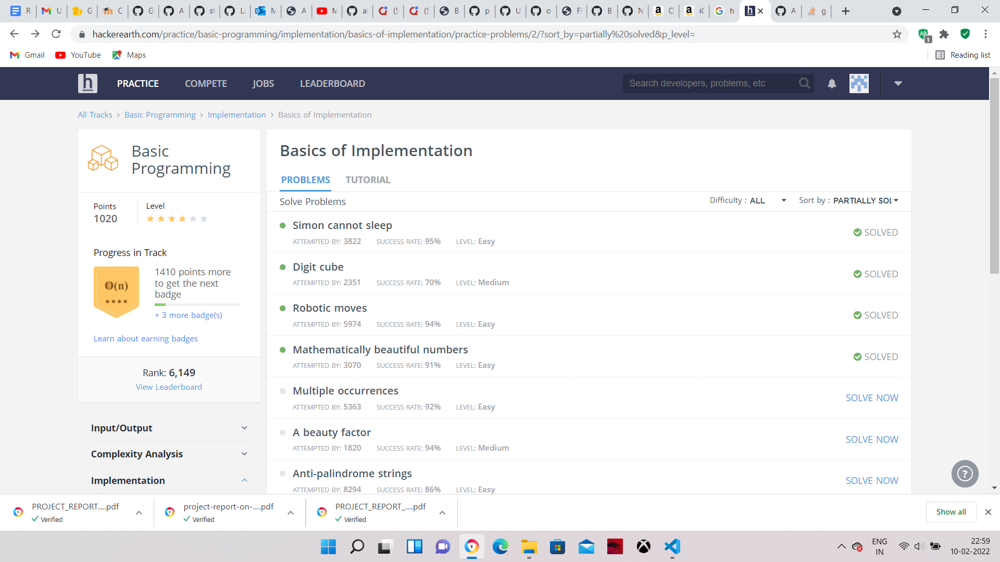 R
U
G
C
G
A
st
La
M
A
M
al
(5
(5
B
p
U
o
Fl
B
N
O
iC
h
A
g
hackerearth.com/practice/basic-programming/implementation/basics-of-implementation/practice-problems/2/?sort_by=partially%20solved&p_level=
1
Gmail YouTube Maps
Reading list
h PRACTICE COMPETE JOBS LEADERBOARD
Search developers, problems, etc
All Tracks > Basic Programming > Implementation > Basics of Implementation
Basic
Programming
Points
1020
Level
Progress in Track
O(n)
1410 points more
to get the next
badge
+ 3 more badge(s)
Learn about earning badges
Rank: 6,149
View Leaderboard
Input/Output
Complexity Analysis
Implementation
Basics of Implementation
PROBLEMS TUTORIAL
Solve Problems
Difficulty : ALL
Sort by : PARTIALLY SOL
Simon cannot sleep
ATTEMPTED BY: 3822 SUCCESS RATE: 95% LEVEL: Easy
SOLVED
Digit cube
ATTEMPTED BY: 2351 SUCCESS RATE: 70% LEVEL: Medium
SOLVED
Robotic moves
ATTEMPTED BY: 5974 SUCCESS RATE: 94% LEVEL: Easy
SOLVED
Mathematically beautiful numbers
ATTEMPTED BY: 3070 SUCCESS RATE: 91% LEVEL: Easy
SOLVED
Multiple occurrences
ATTEMPTED BY: 5363 SUCCESS RATE: 92% LEVEL: Easy
SOLVE NOW
A beauty factor
ATTEMPTED BY: 1820 SUCCESS RATE: 94% LEVEL: Medium
SOLVE NOW
Anti-palindrome strings
ATTEMPTED BY: 8294 SUCCESS RATE: 86% LEVEL: Easy
SOLVE NOW
?
PROJECT_REPORT....pdf
Verified
project-report-on-....pdf
Verified
PROJECT_REPORT_....pdf
Verified
Show all
ENG
IN
22:59
10-02-2022